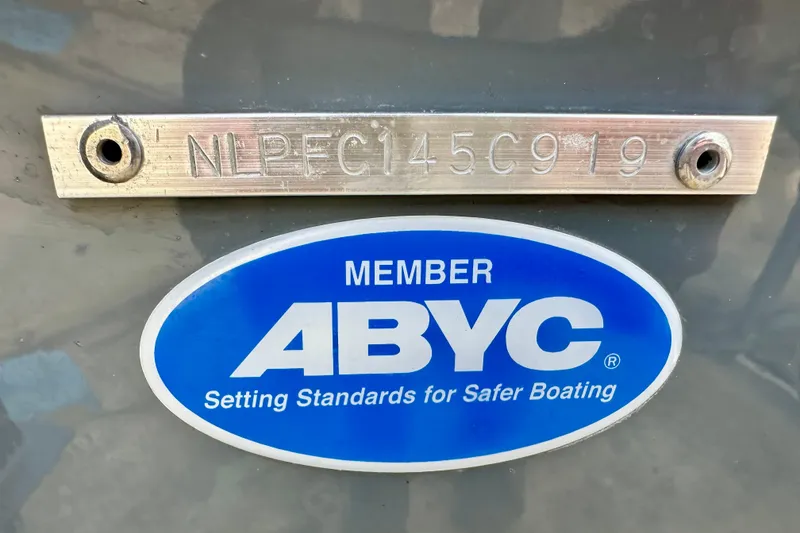 NLPFC145C919
MEMBER
ABYC®
Setting Standards for Safer Boating